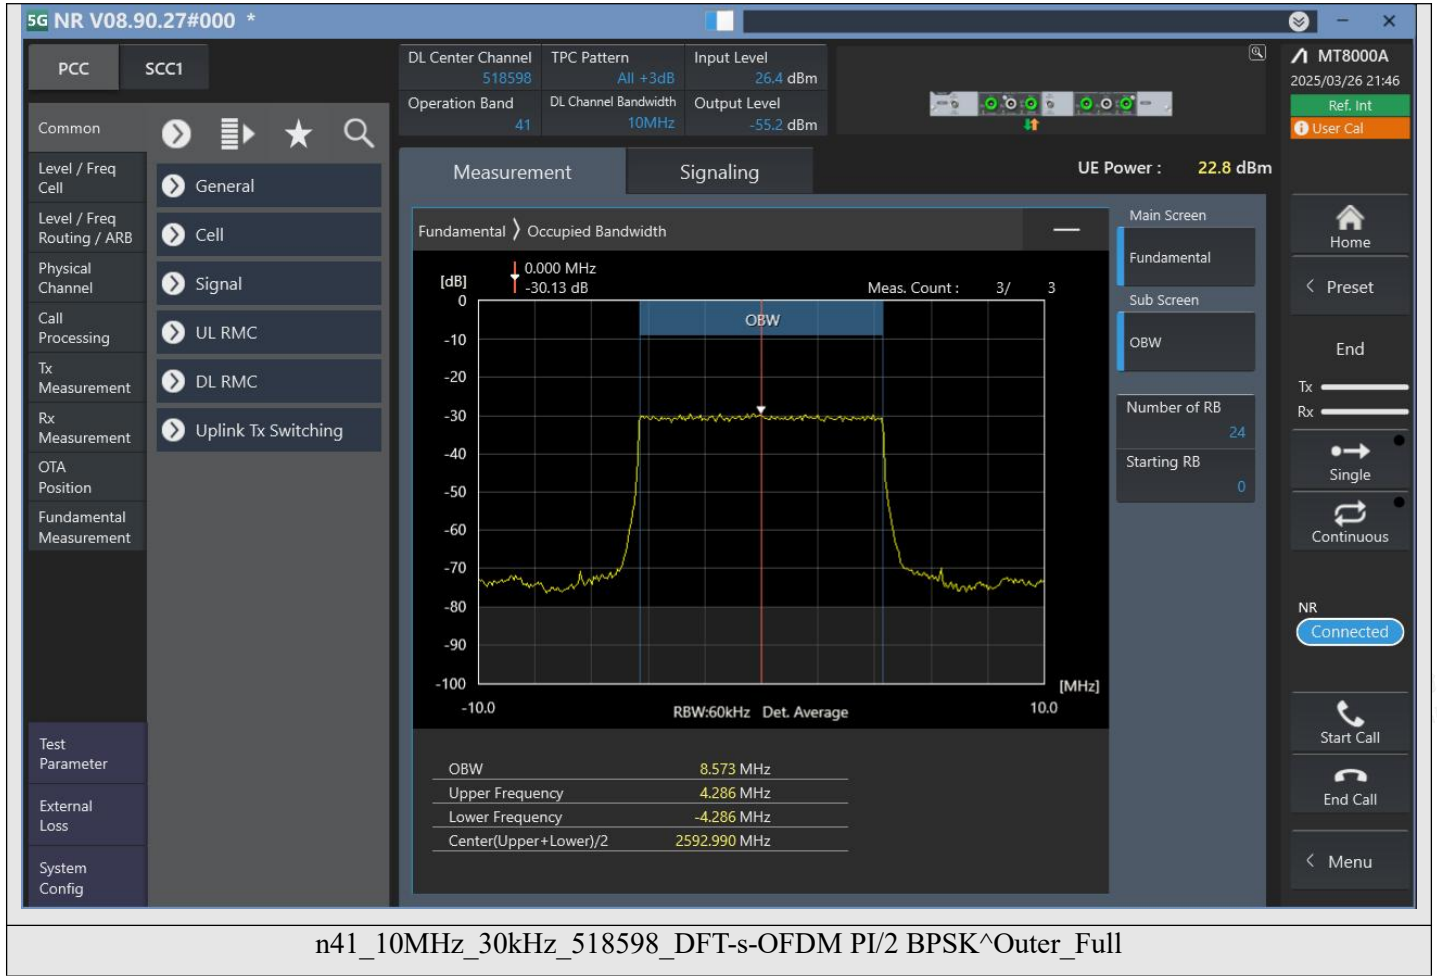 5G NR V08.90.27#000 *
PCC
SCC1
DL Center Channel
518598
TPC Pattern
All +3dB
Input Level
26.4 dBm
Operation Band
41
DL Channel Bandwidth
10MHz
Output Level
-55.2 dBm
MT8000A
2025/03/26 21:46
Ref. Int
User Cal
Common
Level / Freq
Cell
Level / Freq
Routing / ARB
Physical
Channel
Call
Processing
Tx
Measurement
Rx
Measurement
OTA
Position
Fundamental
Measurement
Test
Parameter
External
Loss
System
Config
General
Cell
Signal
UL RMC
DL RMC
Uplink Tx Switching
Measurement
Signaling
UE Power : 22.8 dBm
Fundamental > Occupied Bandwidth
0.000 MHz
-30.13 dB
Meas. Count : 3/ 3
[dB]
0
-10
-20
-30
-40
-50
-60
-70
-80
-90
-100
OBW
[MHz]
-10.0
RBW:60kHz Det. Average
10.0
OBW 8.573 MHz
Upper Frequency 4.286 MHz
Lower Frequency -4.286 MHz
Center(Upper+Lower)/2 2592.990 MHz
Main Screen
Fundamental
Sub Screen
OBW
Number of RB
24
Starting RB
0
Home
< Preset
End
Tx
Rx
Single
Continuous
NR
Connected
Start Call
End Call
< Menu
n41_10MHz_30kHz_518598_DFT-s-OFDM PI/2 BPSK^Outer_Full